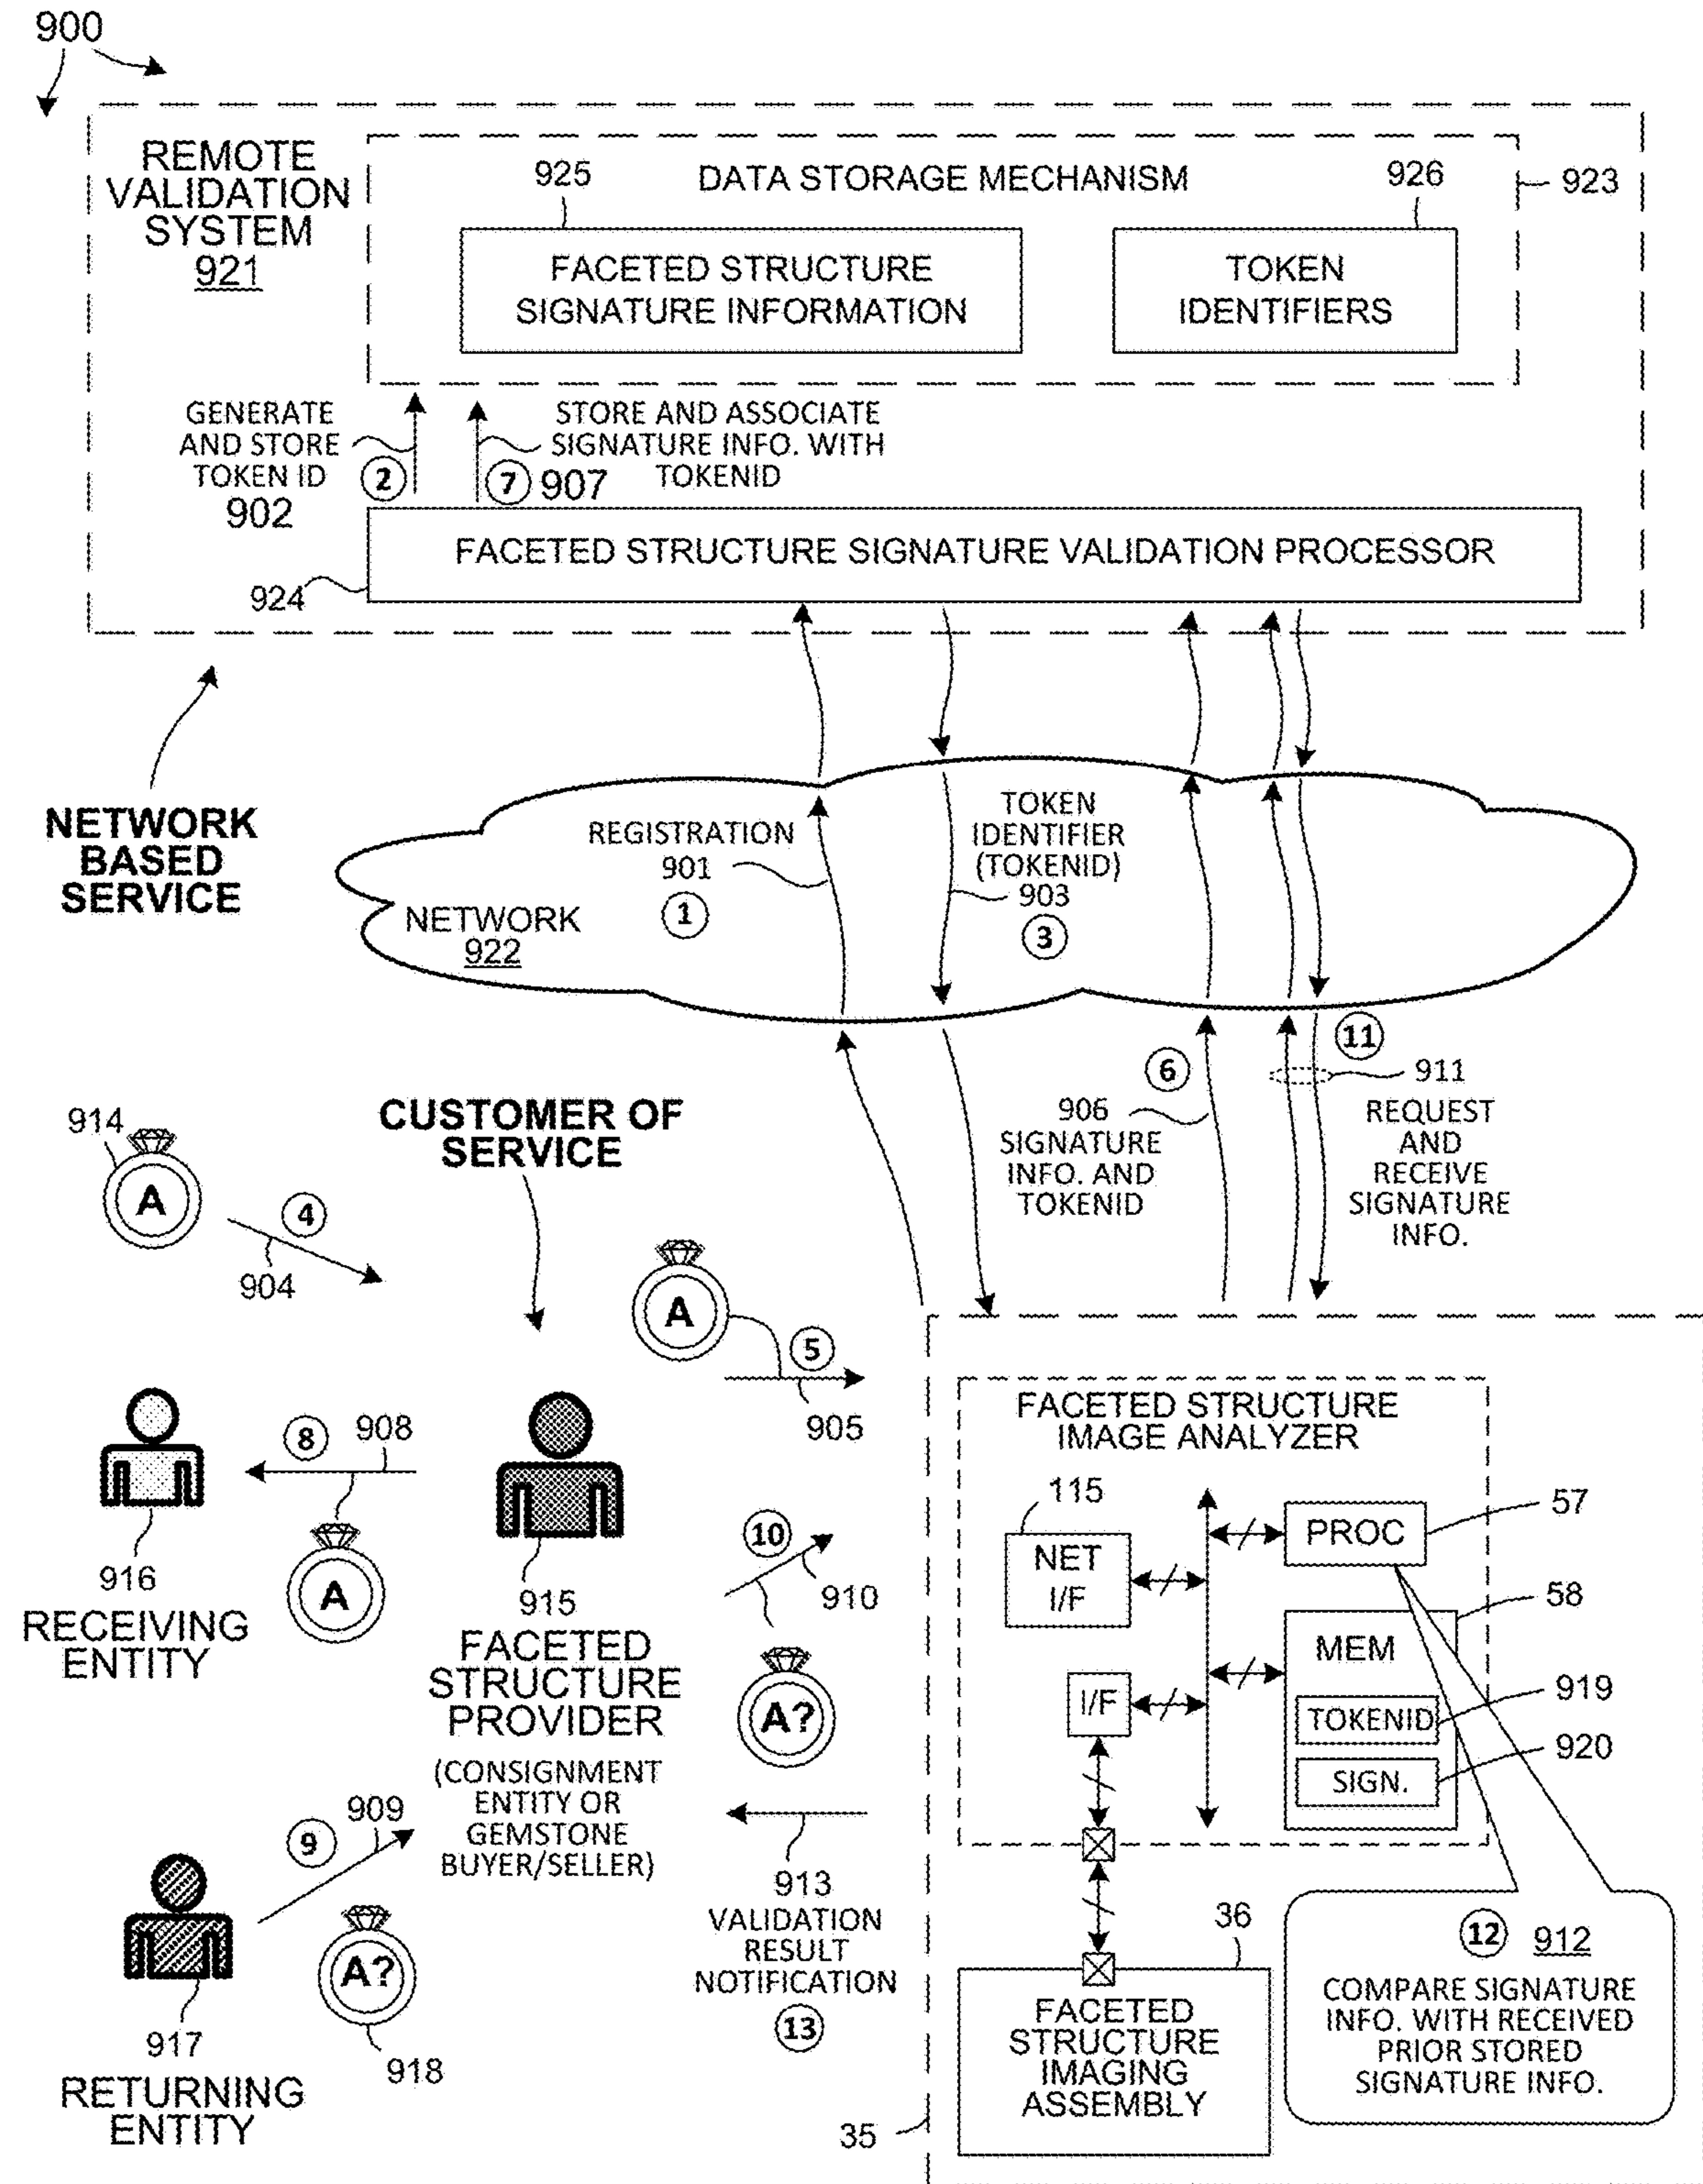 900
REMOTE
VALIDATION
SYSTEM
921
925
DATA STORAGE MECHANISM
926
923
FACETED STRUCTURE
SIGNATURE INFORMATION
TOKEN
IDENTIFIERS
GENERATE
AND STORE
TOKEN ID
902
2
STORE AND ASSOCIATE
SIGNATURE INFO. WITH
TOKENID
7 907
FACETED STRUCTURE SIGNATURE VALIDATION PROCESSOR
924
NETWORK
BASED
SERVICE
REGISTRATION
901
1
TOKEN
IDENTIFIER
(TOKENID)
903
3
NETWORK
922
11
6
911
906
SIGNATURE
INFO. AND
TOKENID
REQUEST
AND
RECEIVE
SIGNATURE
INFO.
CUSTOMER OF
SERVICE
914
A
4
904
A
5
905
8
908
916
RECEIVING
ENTITY
A
915
FACETED
STRUCTURE
PROVIDER
(CONSIGNMENT
ENTITY OR
GEMSTONE
BUYER/SELLER)
10
910
A?
9
909
917
RETURNING
ENTITY
A?
918
913
VALIDATION
RESULT
NOTIFICATION
13
FACETED STRUCTURE
IMAGE ANALYZER
115
NET
I/F
PROC
57
58
MEM
I/F
TOKENID
919
SIGN.
920
36
FACETED
STRUCTURE
IMAGING
ASSEMBLY
35
12 912
COMPARE SIGNATURE
INFO. WITH RECEIVED
PRIOR STORED
SIGNATURE INFO.